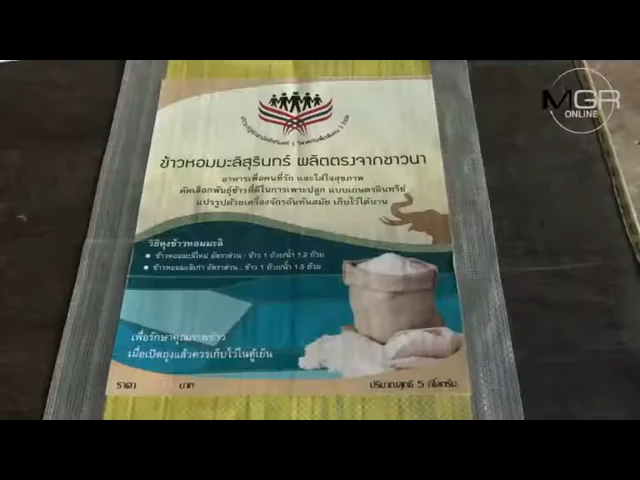 MGR
ONLINE
ข้าวหอมมะลิสุรินทร์ ผลิตตรงจากชาวนา
อาหารเพื่อคนที่รัก และใส่ใจสุขภาพ
คัดเลือกพันธุ์ข้าวที่ดีในการเพาะปลูก แบบเกษตรอินทรีย์
แปรรูปด้วยเครื่องจักรอันทันสมัย เก็บไว้ได้นาน
วิธีหุงข้าวหอมมะลิ
ข้าวหอมมะลิใหม่ อัตราส่วน : ข้าว 1 ถ้วย/น้ำ 1.2 ถ้วย
ข้าวหอมมะลิเก่า อัตราส่วน : ข้าว 1 ถ้วย/น้ำ 1.5 ถ้วย
เพื่อรักษาคุณภาพข้าว
เมื่อเปิดถุงแล้วควรเก็บไว้ในตู้เย็น
ราคา บาท ปริมาณสุทธิ 5 กิโลกรัม